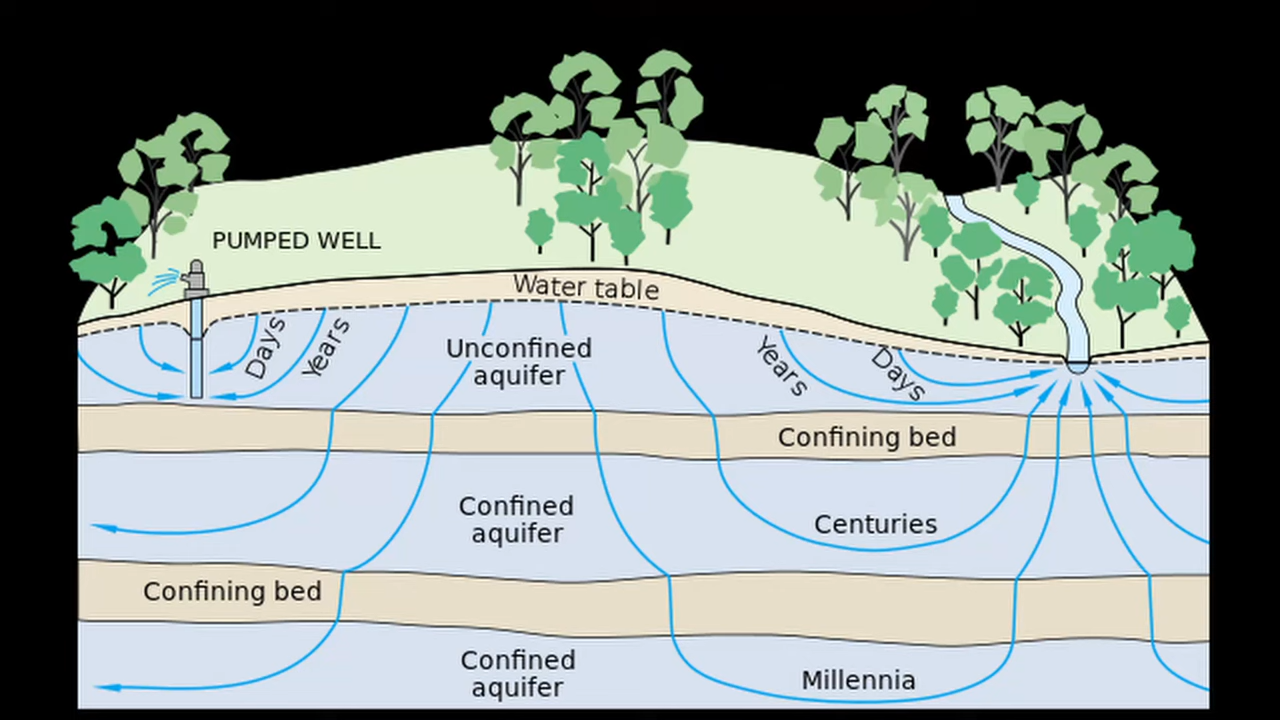 PUMPED WELL
Water table
Days
Years
Unconfined
aquifer
Years
Days
Confining bed
Confined
aquifer
Centuries
Confining bed
Confined
aquifer
Millennia